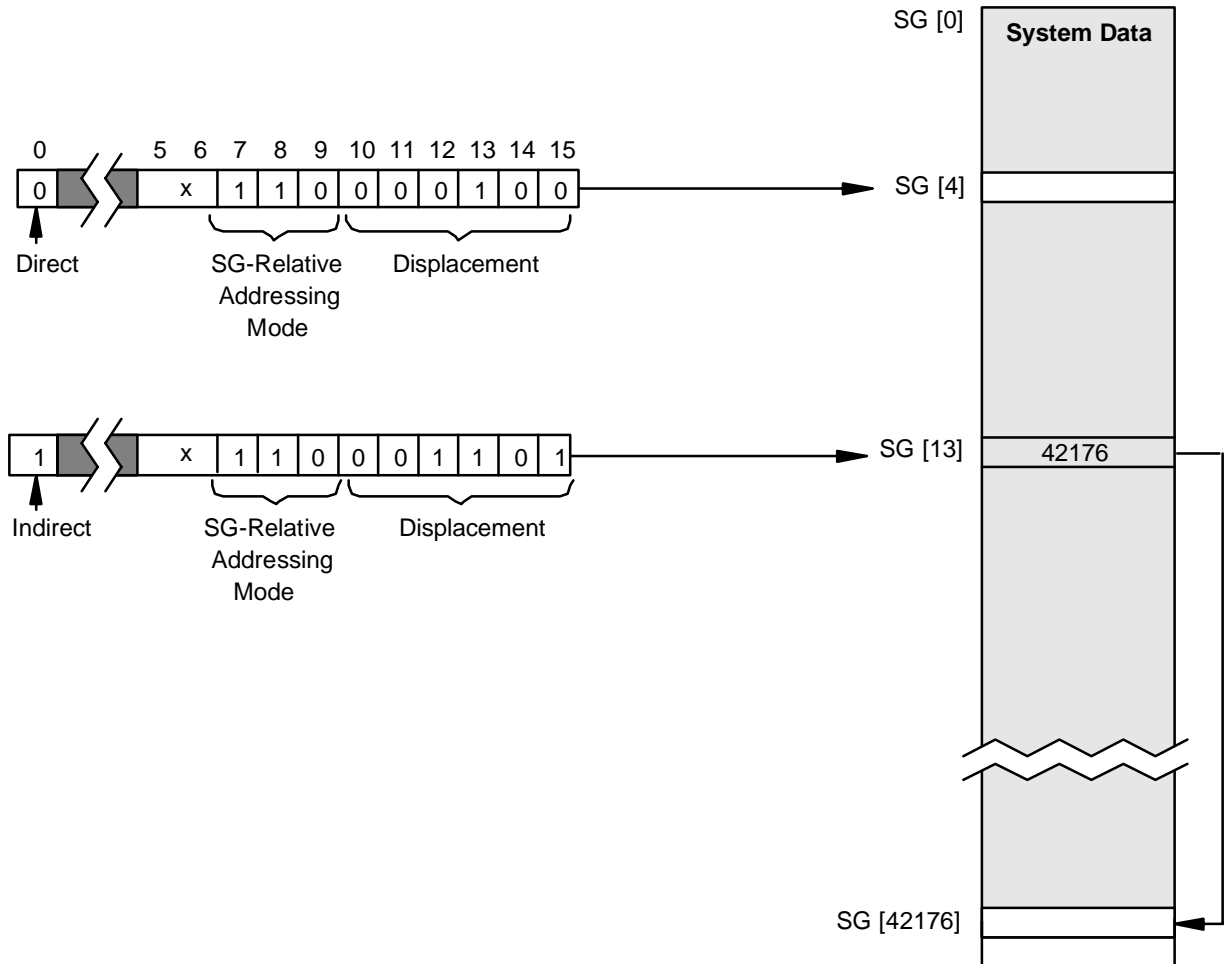 SG [0]
System Data
0 5 6 7 8 9 10 11 12 13 14 15
0 x 1 1 0 0 0 0 1 0 0
SG [4]
Direct
SG-Relative
Addressing
Mode
Displacement
1 x 1 1 0 0 0 1 1 0 1
SG [13]
42176
Indirect
SG-Relative
Addressing
Mode
Displacement
SG [42176]